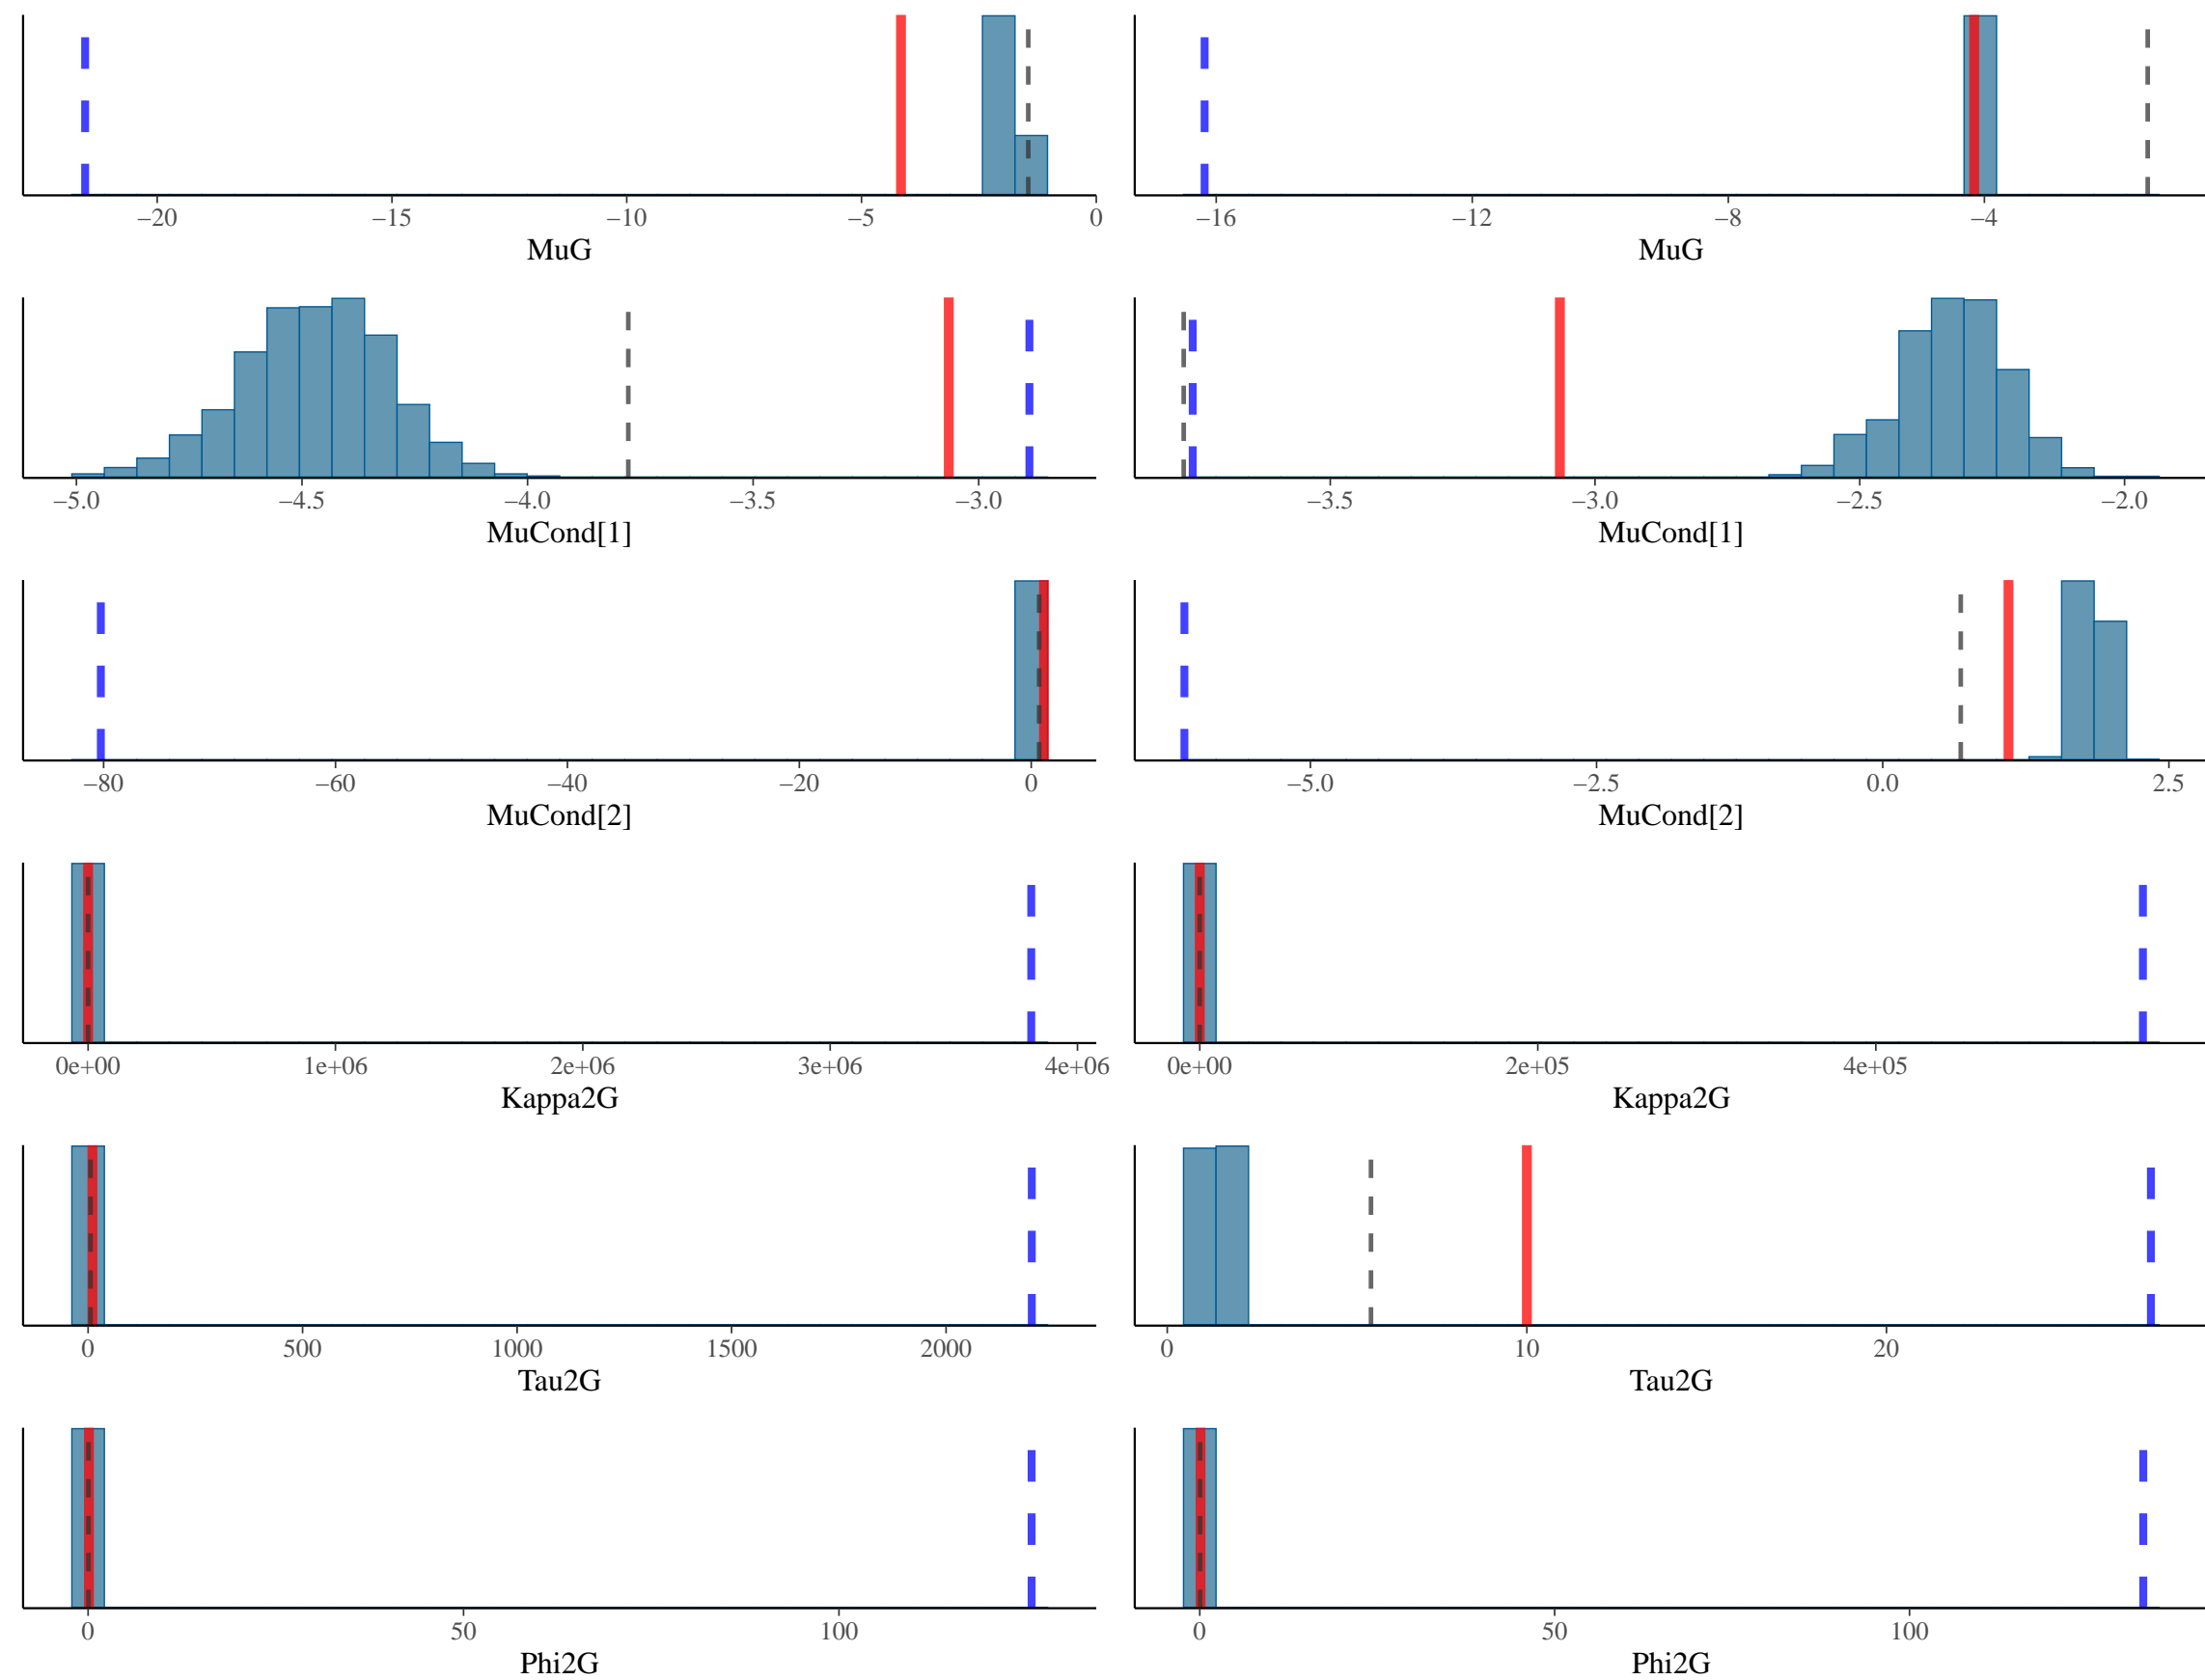 −20 −15 −10 −5 0
MuG
−16 −12 −8 −4
MuG
−5.0 −4.5 −4.0 −3.5 −3.0
MuCond[1]
−3.5 −3.0 −2.5 −2.0
MuCond[1]
−80 −60 −40 −20 0
MuCond[2]
−5.0 −2.5 0.0 2.5
MuCond[2]
0e+00 1e+06 2e+06 3e+06 4e+06
Kappa2G
0e+00 2e+05 4e+05
Kappa2G
0 500 1000 1500 2000
Tau2G
0 10 20
Tau2G
0 50 100
Phi2G
0 50 100
Phi2G